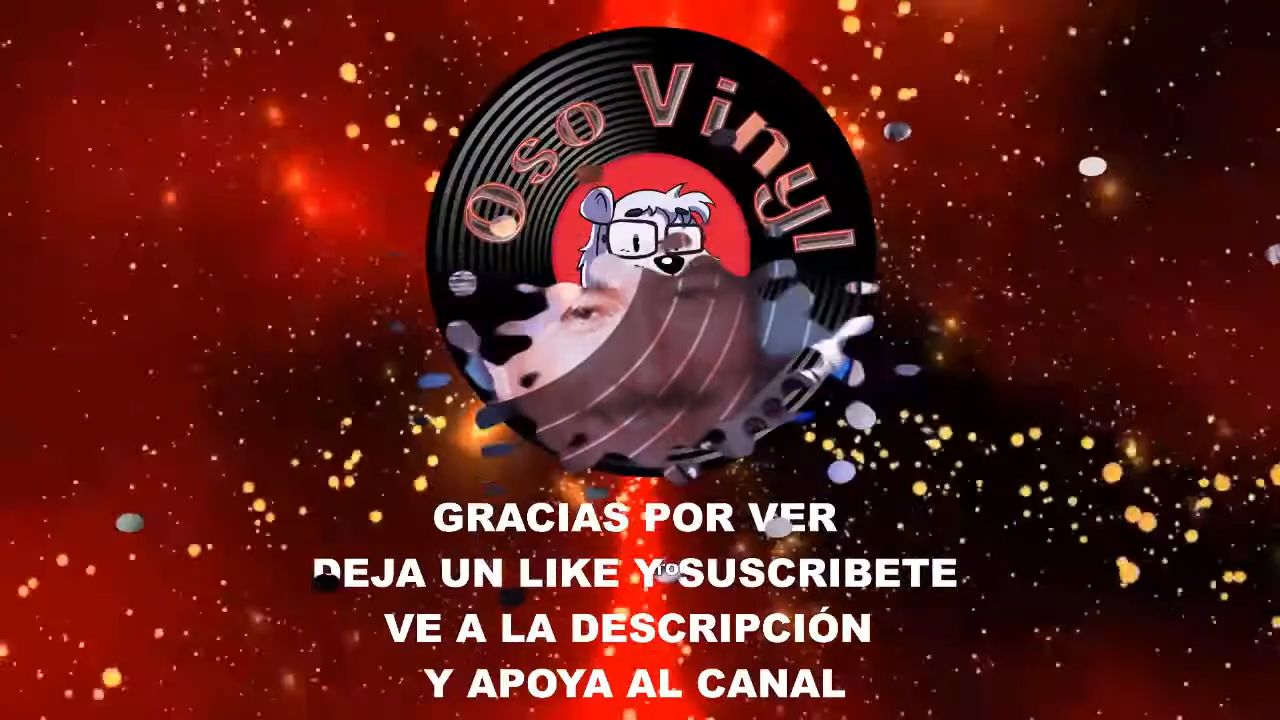 Oso Vinyl
GRACIAS POR VER
DEJA UN LIKE Y SUSCRIBETE
VE A LA DESCRIPCIÓN
Y APOYA AL CANAL